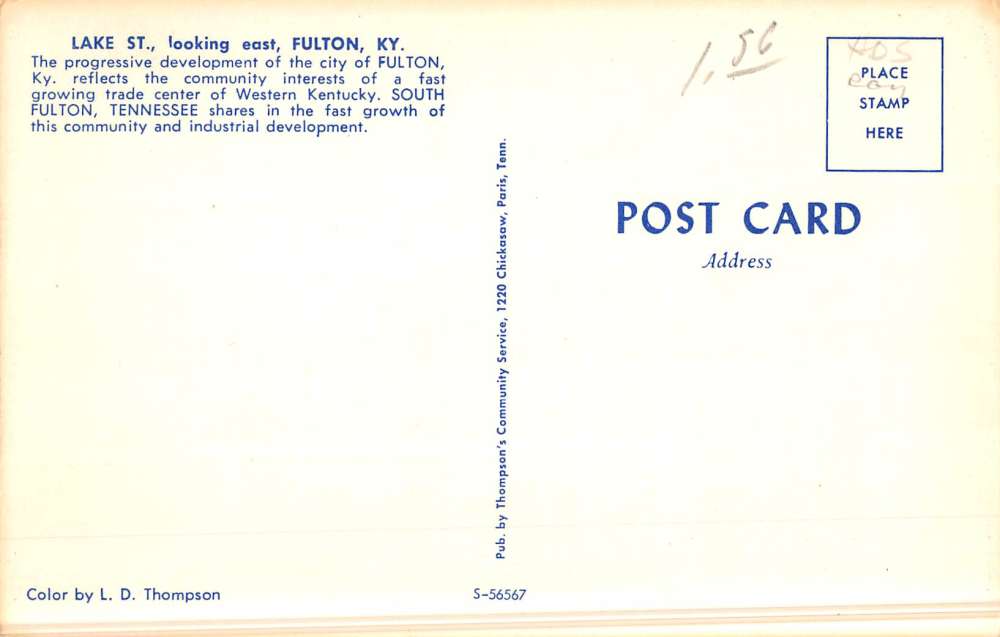 LAKE ST., looking east, FULTON, KY.
The progressive development of the city of FULTON,
Ky. reflects the community interests of a fast
growing trade center of Western Kentucky. SOUTH
FULTON, TENNESSEE shares in the fast growth of
this community and industrial development.
Pub. by Thompson's Community Service, 1220 Chickasaw, Paris, Tenn.
1.50
PLACE
STAMP
HERE
POST CARD
Address
Color by L. D. Thompson
S-56567